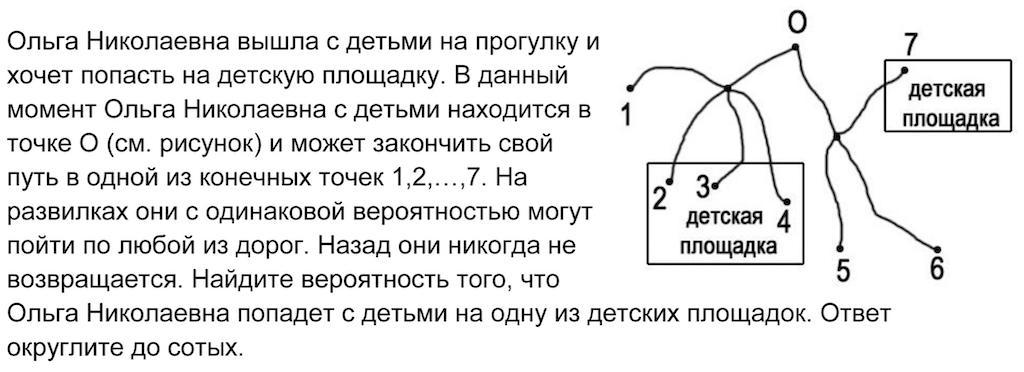 Ольга Николаевна вышла с детьми на прогулку и
хочет попасть на детскую площадку. В данный
момент Ольга Николаевна с детьми находится в
точке О (см. рисунок) и может закончить свой
путь в одной из конечных точек 1,2,...,7. На
развилках они с одинаковой вероятностью могут
пойти по любой из дорог. Назад они никогда не
возвращается. Найдите вероятность того, что
Ольга Николаевна попадет с детьми на одну из детских площадок. Ответ
округлите до сотых.
О
7
детская
площадка
1
2
3
4
детская
площадка
5
6